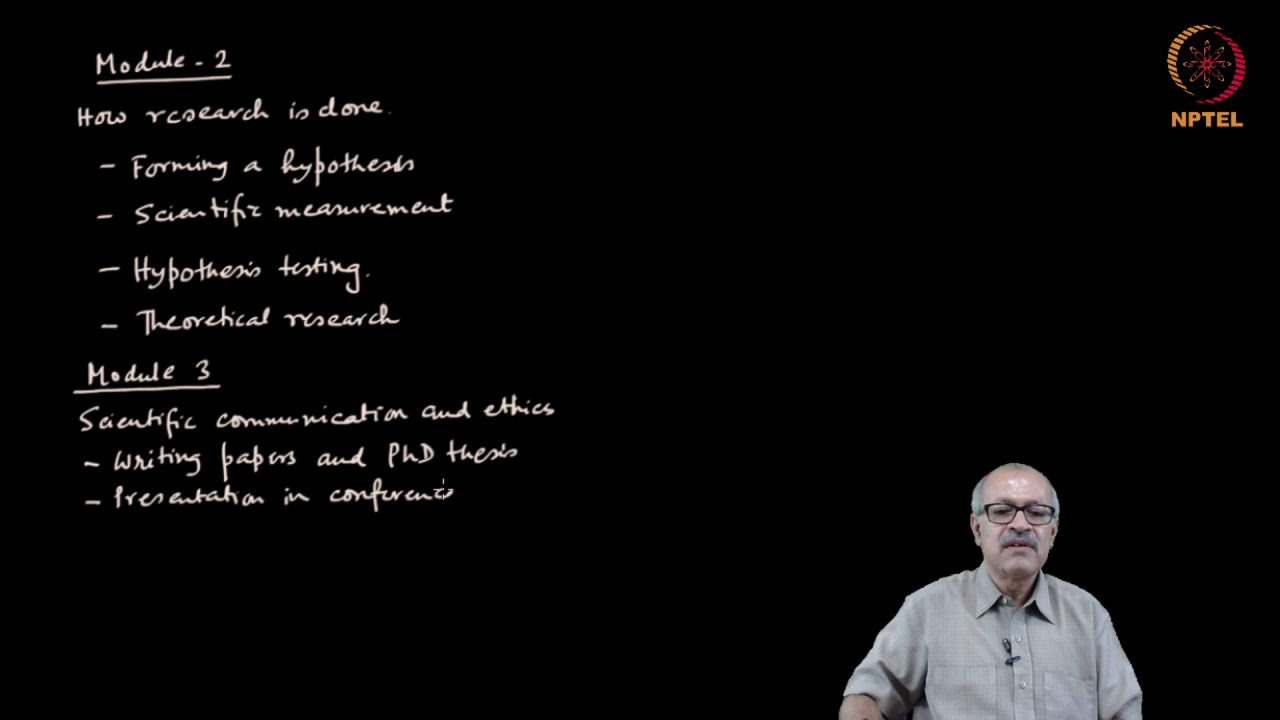 Module - 2
How research is done.
- Forming a hypothesis
- Scientific measurement
- Hypothesis testing.
- Theoretical research
Module 3
Scientific communication and ethics
- Writing papers and PhD thesis
- Presentation in conferenc
NPTEL